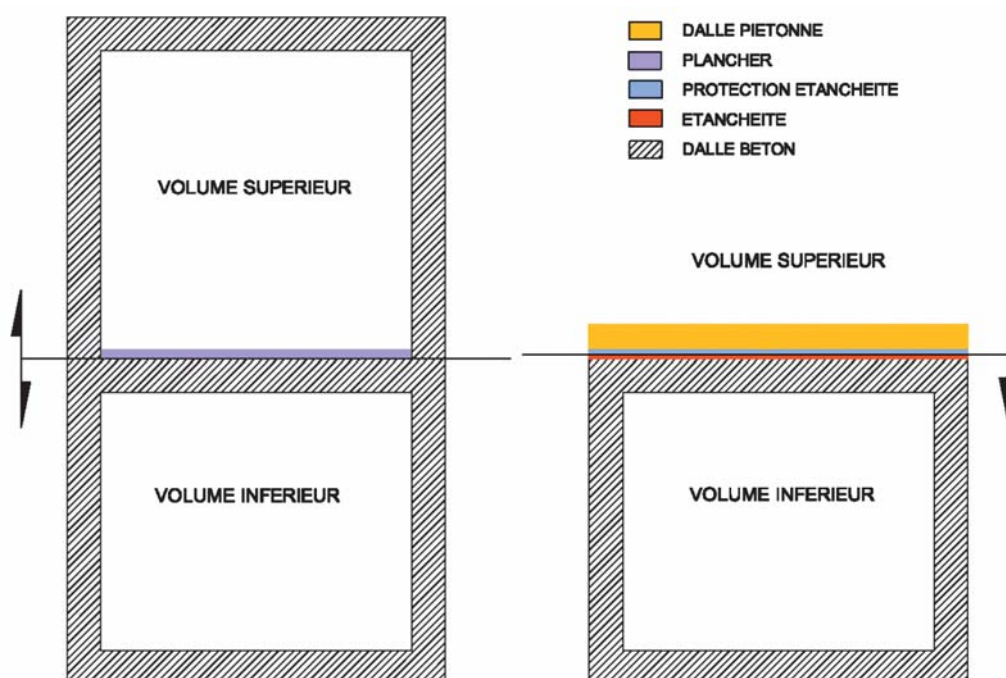 DALLE PIETONNE
PLANCHER
PROTECTION ETANCHEITE
ETANCHEITE
DALLE BETON
VOLUME SUPERIEUR
VOLUME SUPERIEUR
VOLUME INFERIEUR
VOLUME INFERIEUR